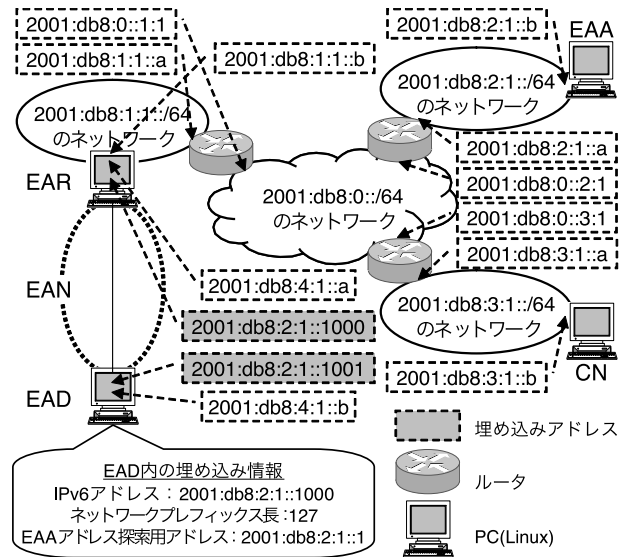 2001:db8:0::1:1
2001:db8:1:1::a
2001:db8:1:1::b
2001:db8:2:1::b
EAA
2001:db8:1:1::/64
のネットワーク
2001:db8:2:1::/64
のネットワーク
EAR
2001:db8:2:1::a
2001:db8:0::2:1
2001:db8:0::/64
のネットワーク
2001:db8:0::3:1
2001:db8:3:1::a
EAN
2001:db8:4:1::a
2001:db8:2:1::1000
2001:db8:3:1::/64
のネットワーク
2001:db8:2:1::1001
2001:db8:3:1::b
CN
EAD
2001:db8:4:1::b
埋め込みアドレス
EAD内の埋め込み情報
IPv6アドレス：2001:db8:2:1::1000
ネットワークプレフィックス長：127
EAAアドレス探索用アドレス：2001:db8:2:1::1
ルータ
PC(Linux)